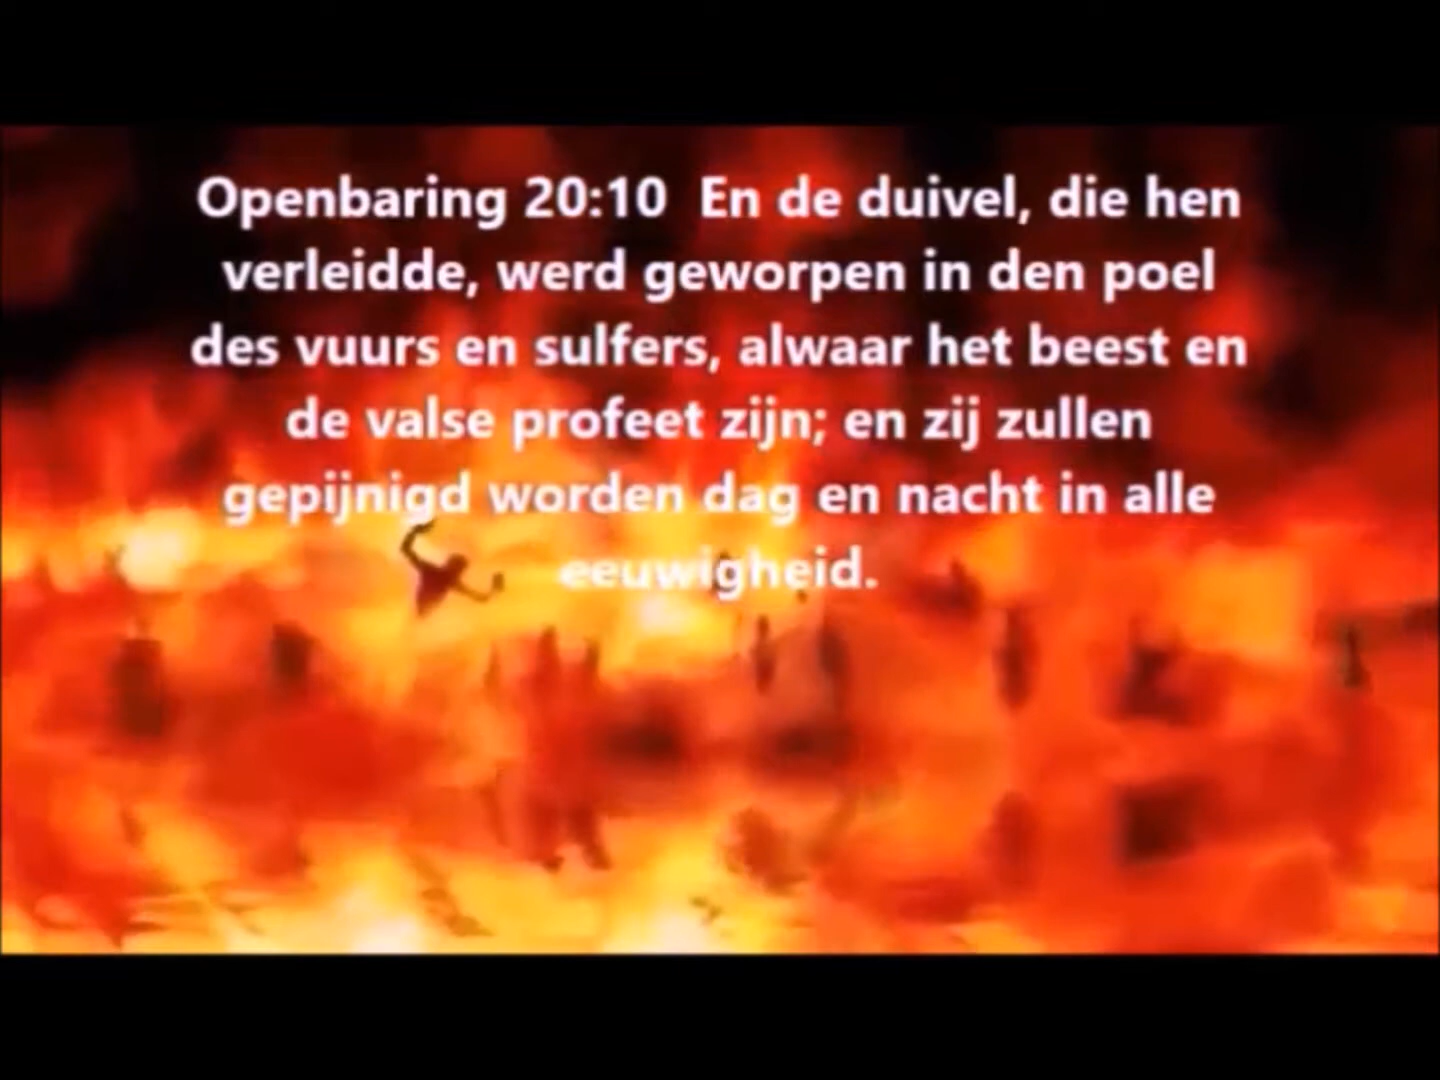 Openbaring 20:10  En de duivel, die hen
verleidde, werd geworpen in den poel
des vuurs en sulfers, alwaar het beest en
de valse profeet zijn; en zij zullen
gepijnigd worden dag en nacht in alle
eeuwigheid.